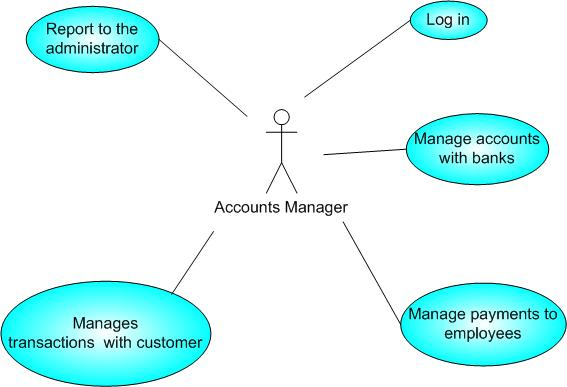 Report to the
administrator
Log in
Manage accounts
with banks
Accounts Manager
Manages
transactions  with customer
Manage payments to
employees